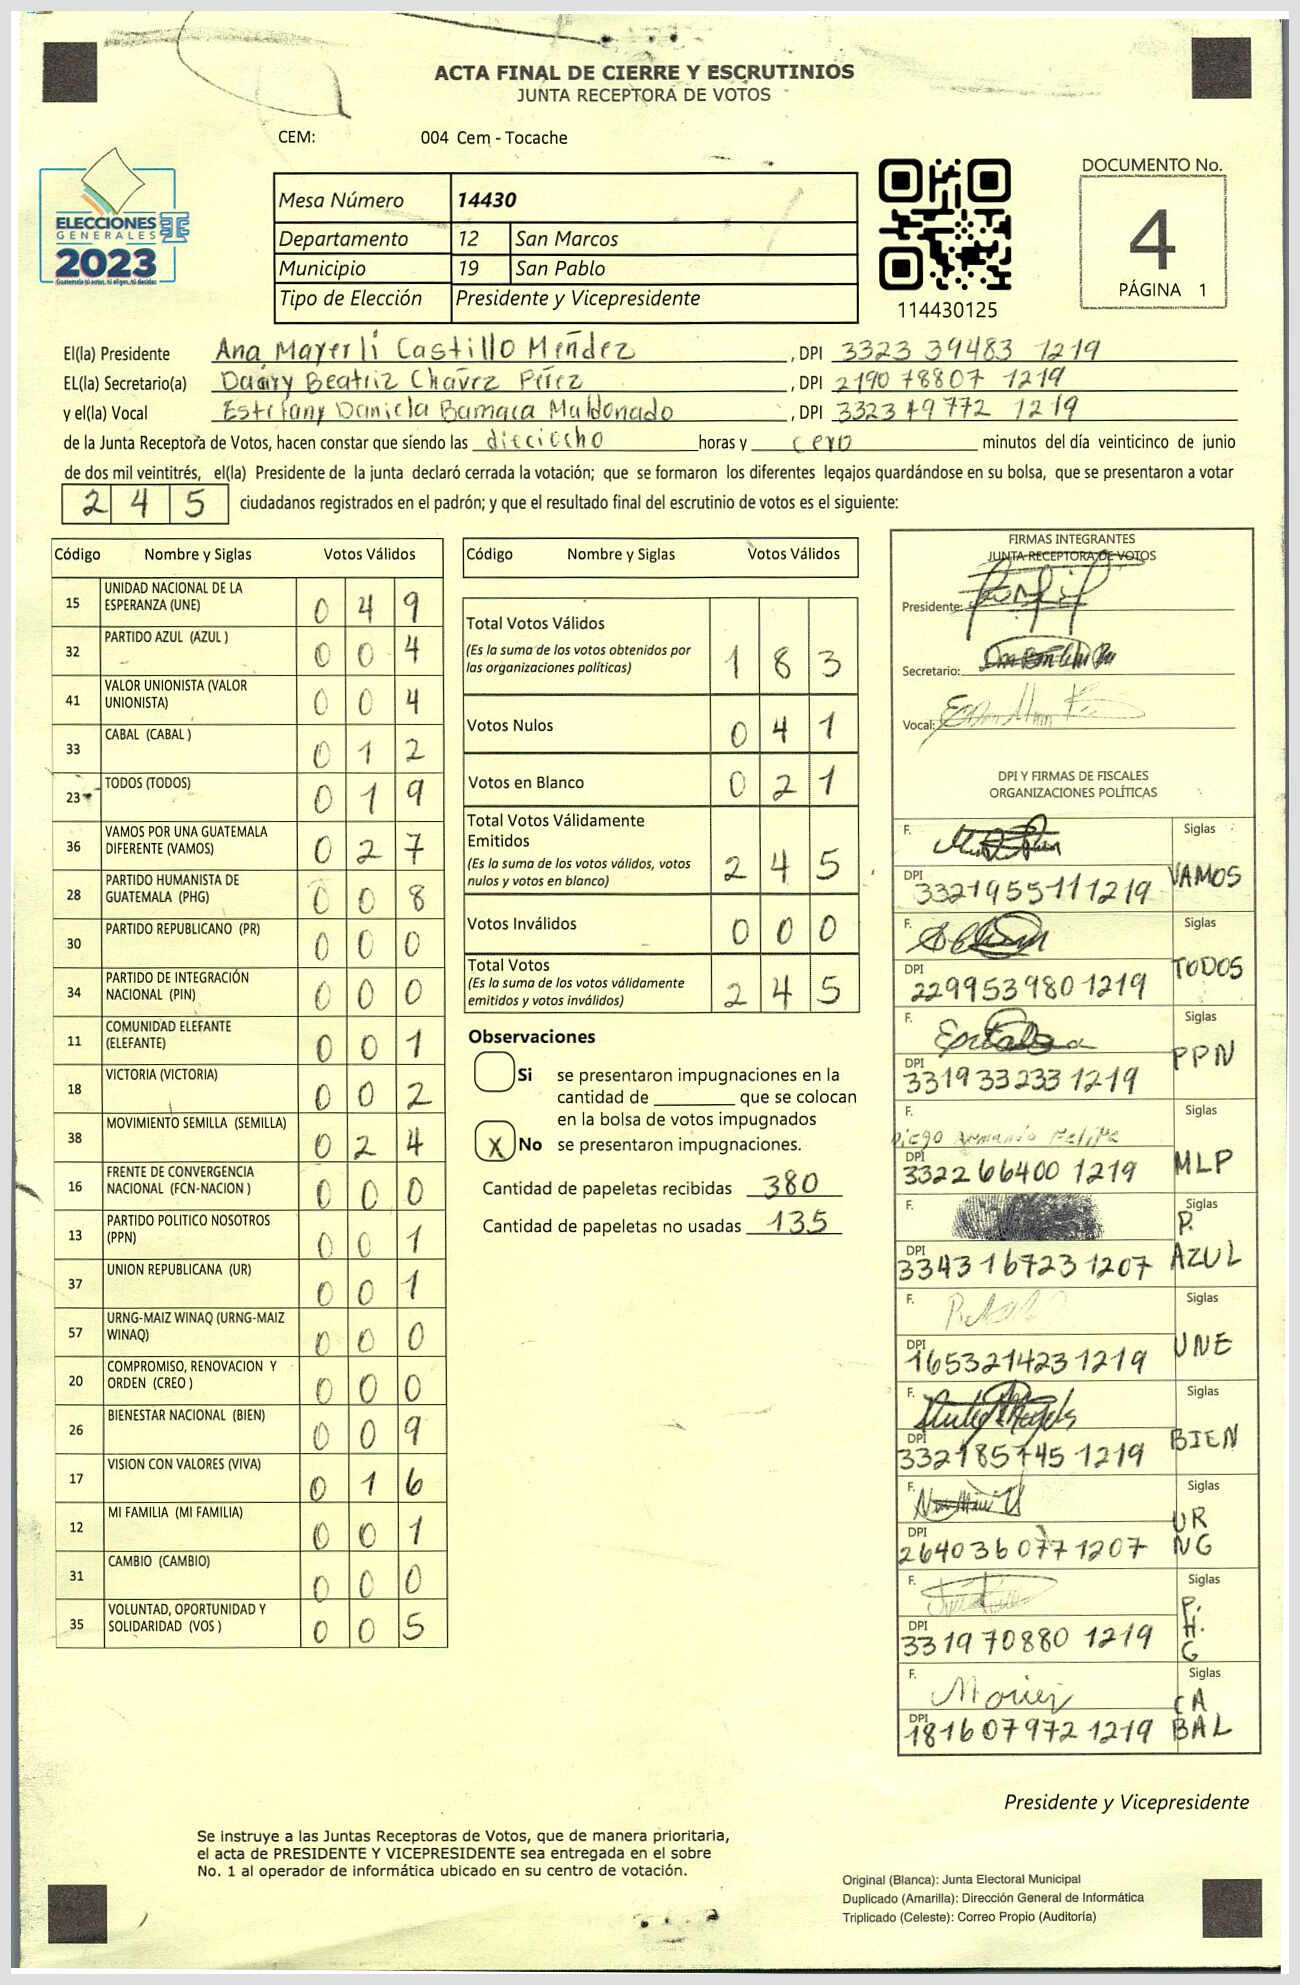 ACTA FINAL DE CIERRE Y ESCRUTINIOS
JUNTA RECEPTORA DE VOTOS
CEM: 004 Cem - Tocache
ELECCIONES
GENERALES
2023
Mesa Número 14430
Departamento 12 San Marcos
Municipio 19 San Pablo
Tipo de Elección Presidente y Vicepresidente
114430125
DOCUMENTO No.
4
PÁGINA 1
El(la) Presidente Ana Mayerli Castillo Méndez , DPI 3323 39483 1219
EL(la) Secretario(a) Beatriz Chávez Pérez , DPI 2190 78807 1219
y el(la) Vocal Estefany Daniela Bamaca Maldonado , DPI 3323 49772 1219
de la Junta Receptora de Votos, hacen constar que siendo las dieciocho horas y cero minutos del día veinticinco de junio
de dos mil veintitrés, el(la) Presidente de la junta declaró cerrada la votación; que se formaron los diferentes legajos quardándose en su bolsa, que se presentaron a votar
245 ciudadanos registrados en el padrón; y que el resultado final del escrutinio de votos es el siguiente:
Código Nombre y Siglas Votos Válidos
15 UNIDAD NACIONAL DE LA ESPERANZA (UNE) 0 4 9
32 PARTIDO AZUL (AZUL ) 0 0 4
41 VALOR UNIONISTA (VALOR UNIONISTA) 0 0 4
33 CABAL (CABAL ) 0 1 2
23 TODOS (TODOS) 0 1 9
36 VAMOS POR UNA GUATEMALA DIFERENTE (VAMOS) 0 2 7
28 PARTIDO HUMANISTA DE GUATEMALA (PHG) 0 0 8
30 PARTIDO REPUBLICANO (PR) 0 0 0
34 PARTIDO DE INTEGRACIÓN NACIONAL (PIN) 0 0 0
11 COMUNIDAD ELEFANTE (ELEFANTE) 0 0 1
18 VICTORIA (VICTORIA) 0 0 2
38 MOVIMIENTO SEMILLA (SEMILLA) 0 2 4
16 FRENTE DE CONVERGENCIA NACIONAL (FCN-NACION ) 0 0 0
13 PARTIDO POLITICO NOSOTROS (PPN) 0 0 1
37 UNION REPUBLICANA (UR) 0 0 1
57 URNG-MAIZ WINAQ (URNG-MAIZ WINAQ) 0 0 0
20 COMPROMISO, RENOVACION Y ORDEN (CREO ) 0 0 0
26 BIENESTAR NACIONAL (BIEN) 0 0 9
17 VISION CON VALORES (VIVA) 0 1 6
12 MI FAMILIA (MI FAMILIA) 0 0 1
31 CAMBIO (CAMBIO) 0 0 0
35 VOLUNTAD, OPORTUNIDAD Y SOLIDARIDAD (VOS ) 0 0 5
Código Nombre y Siglas Votos Válidos
Total Votos Válidos 1 8 3
(Es la suma de los votos obtenidos por
las organizaciones políticas)
Votos Nulos 0 4 1
Votos en Blanco 0 2 1
Total Votos Válidamente
Emitidos 2 4 5
(Es la suma de los votos válidos, votos
nulos y votos en blanco)
Votos Inválidos 0 0 0
Total Votos 2 4 5
(Es la suma de los votos válidamente
emitidos y votos inválidos)
Observaciones
Si se presentaron impugnaciones en la
cantidad de ________ que se colocan
en la bolsa de votos impugnados
X No se presentaron impugnaciones.
Cantidad de papeletas recibidas 380
Cantidad de papeletas no usadas 135
FIRMAS INTEGRANTES
JUNTA RECEPTORA DE VOTOS
Presidente:
Secretario:
Vocal:
DPI Y FIRMAS DE FISCALES
ORGANIZACIONES POLÍTICAS
F. Siglas
DPI 3321955111219 VAMOS
F. Siglas
DPI 2299539801219 TODOS
F. Siglas
DPI 3319332331219 PPN
F. Diego Armando Felipe Siglas
DPI 3322664001219 MLP
F. Siglas
DPI 3343167231207 P. AZUL
F. Siglas
DPI 1653214231219 UNE
F. Siglas
DPI 3321857451219 BIEN
F. Siglas
DPI 2640360771207 URNG
F. Siglas
DPI 3319708801219 P.H.G
F. Siglas
DPI 1816079721219 CABAL
Presidente y Vicepresidente
Se instruye a las Juntas Receptoras de Votos, que de manera prioritaria,
el acta de PRESIDENTE Y VICEPRESIDENTE sea entregada en el sobre
No. 1 al operador de informática ubicado en su centro de votación.
Original (Blanca): Junta Electoral Municipal
Duplicado (Amarilla): Dirección General de Informática
Triplicado (Celeste): Correo Propio (Auditoría)